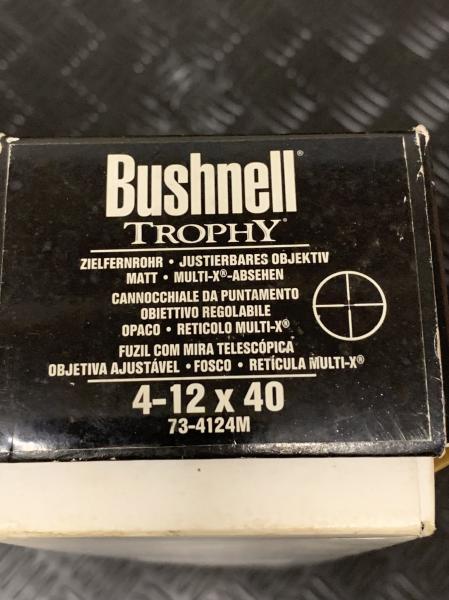 Bushnell®
TROPHY®
ZIELFERNROHR • JUSTIERBARES OBJEKTIV
MATT • MULTI-X®-ABSEHEN
CANNOCCHIALE DA PUNTAMENTO
OBIETTIVO REGOLABILE
OPACO • RETICOLO MULTI-X®
FUZIL COM MIRA TELESCÓPICA
OBJETIVA AJUSTÁVEL • FOSCO • RETÍCULA MULTI-X®
4-12 x 40
73-4124M